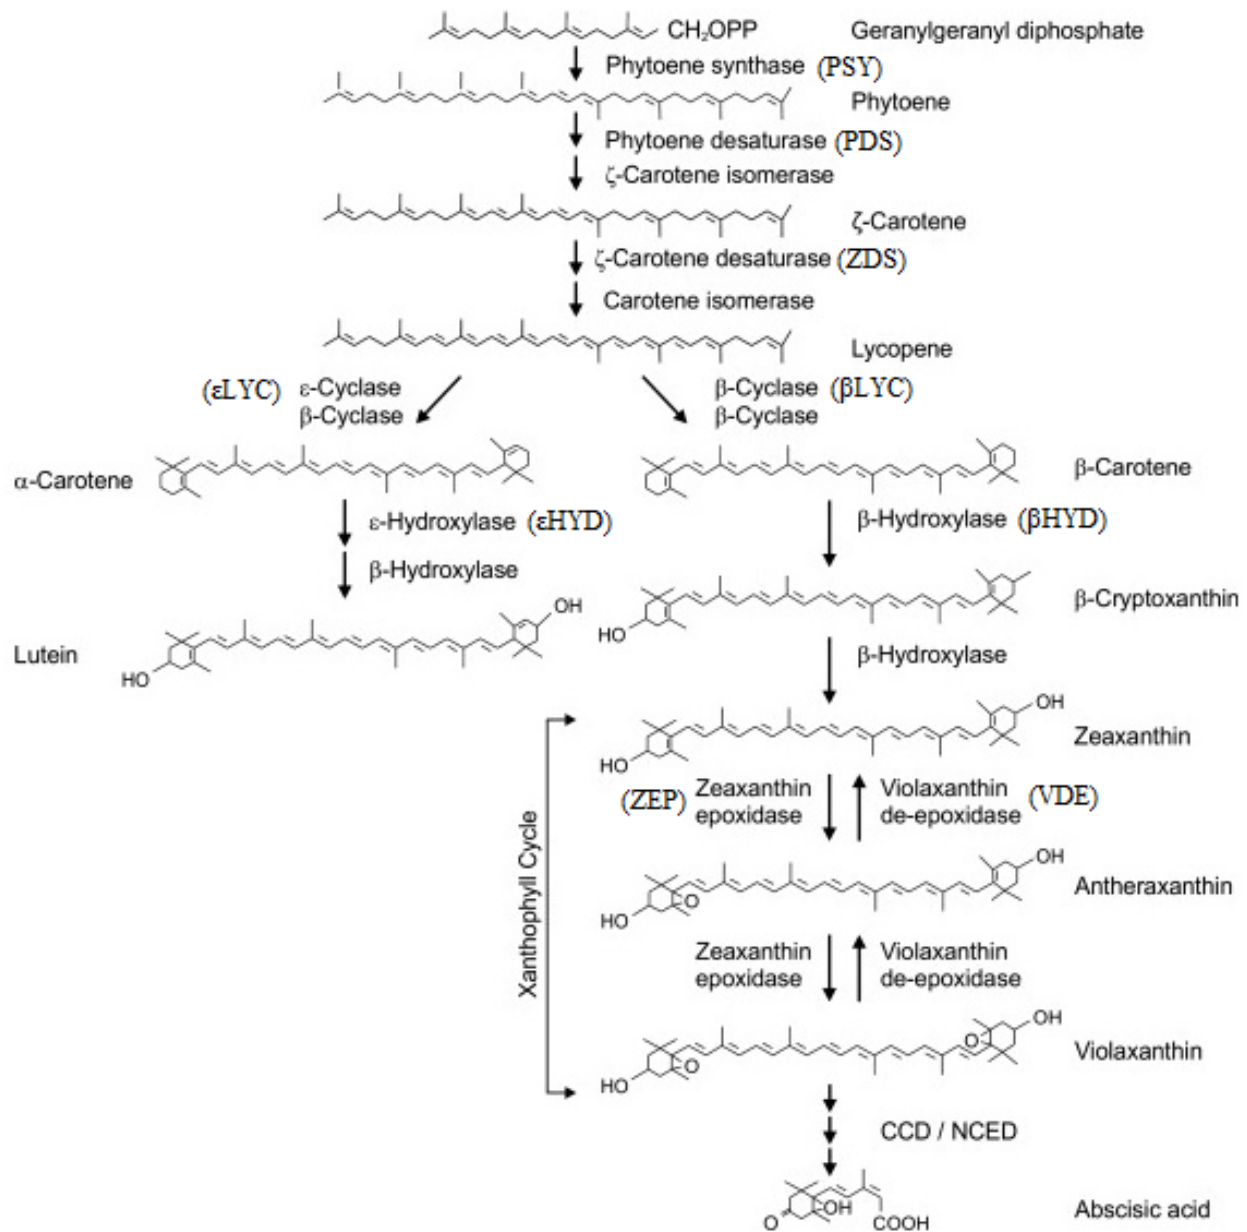 CH₂OPP Geranylgeranyl diphosphate
Phytoene synthase (PSY)
Phytoene
Phytoene desaturase (PDS)
ζ-Carotene isomerase
ζ-Carotene
ζ-Carotene desaturase (ZDS)
Carotene isomerase
Lycopene
(εLYC) ε-Cyclase
β-Cyclase
β-Cyclase (βLYC)
β-Cyclase
α-Carotene
β-Carotene
ε-Hydroxylase (εHYD)
β-Hydroxylase (βHYD)
β-Hydroxylase
β-Cryptoxanthin
HO
OH
Lutein
HO
β-Hydroxylase
OH
Zeaxanthin
HO
(ZEP) Zeaxanthin
epoxidase
Violaxanthin (VDE)
de-epoxidase
Xanthophyll Cycle
OH
Antheraxanthin
O
HO
Zeaxanthin
epoxidase
Violaxanthin
de-epoxidase
OH
O
Violaxanthin
O
HO
CCD / NCED
OH
O
COOH
Abscisic acid